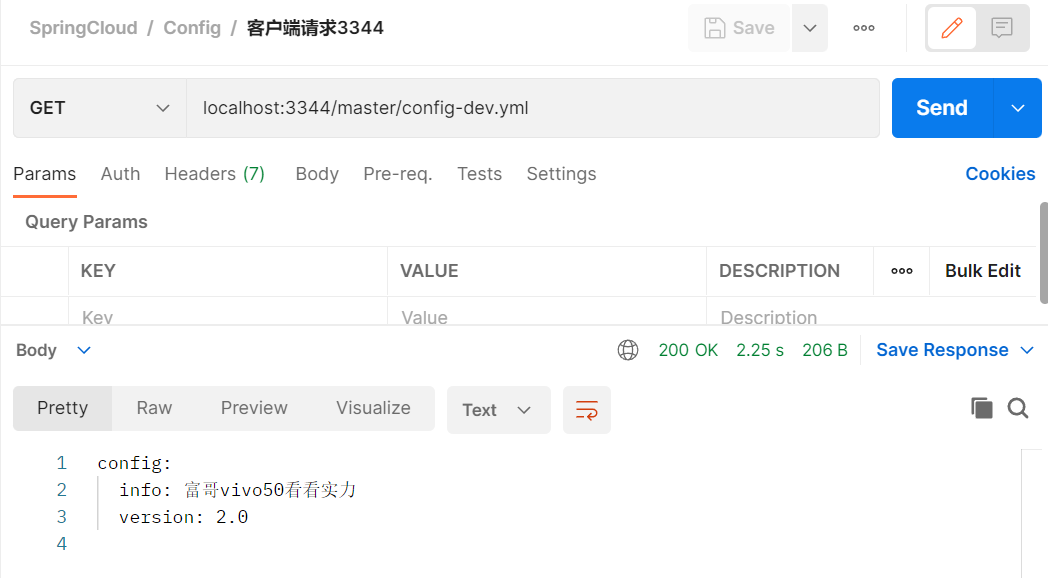 SpringCloud / Config / 客户端请求3344 Save
GET localhost:3344/master/config-dev.yml Send
Params Auth Headers (7) Body Pre-req. Tests Settings Cookies
Query Params
KEY VALUE DESCRIPTION Bulk Edit
Key Value Description
Body 200 OK 2.25 s 206 B Save Response
Pretty Raw Preview Visualize Text
1 config:
2 info: 富哥vivo50看看实力
3 version: 2.0
4